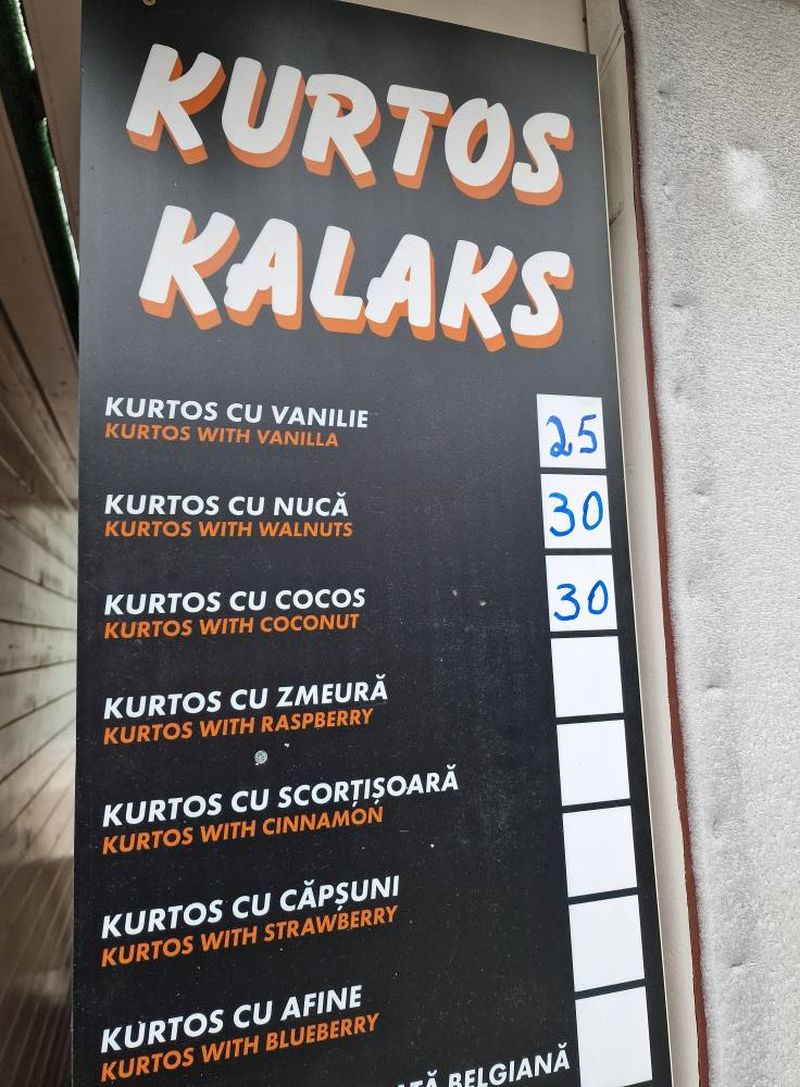 KURTOS
KALAKS
KURTOS CU VANILIE
KURTOS WITH VANILLA
25
KURTOS CU NUCĂ
KURTOS WITH WALNUTS
30
KURTOS CU COCOS
KURTOS WITH COCONUT
30
KURTOS CU ZMEURĂ
KURTOS WITH RASPBERRY
KURTOS CU SCORȚIȘOARĂ
KURTOS WITH CINNAMON
KURTOS CU CĂPȘUNI
KURTOS WITH STRAWBERRY
KURTOS CU AFINE
KURTOS WITH BLUEBERRY
BELGIANĂ